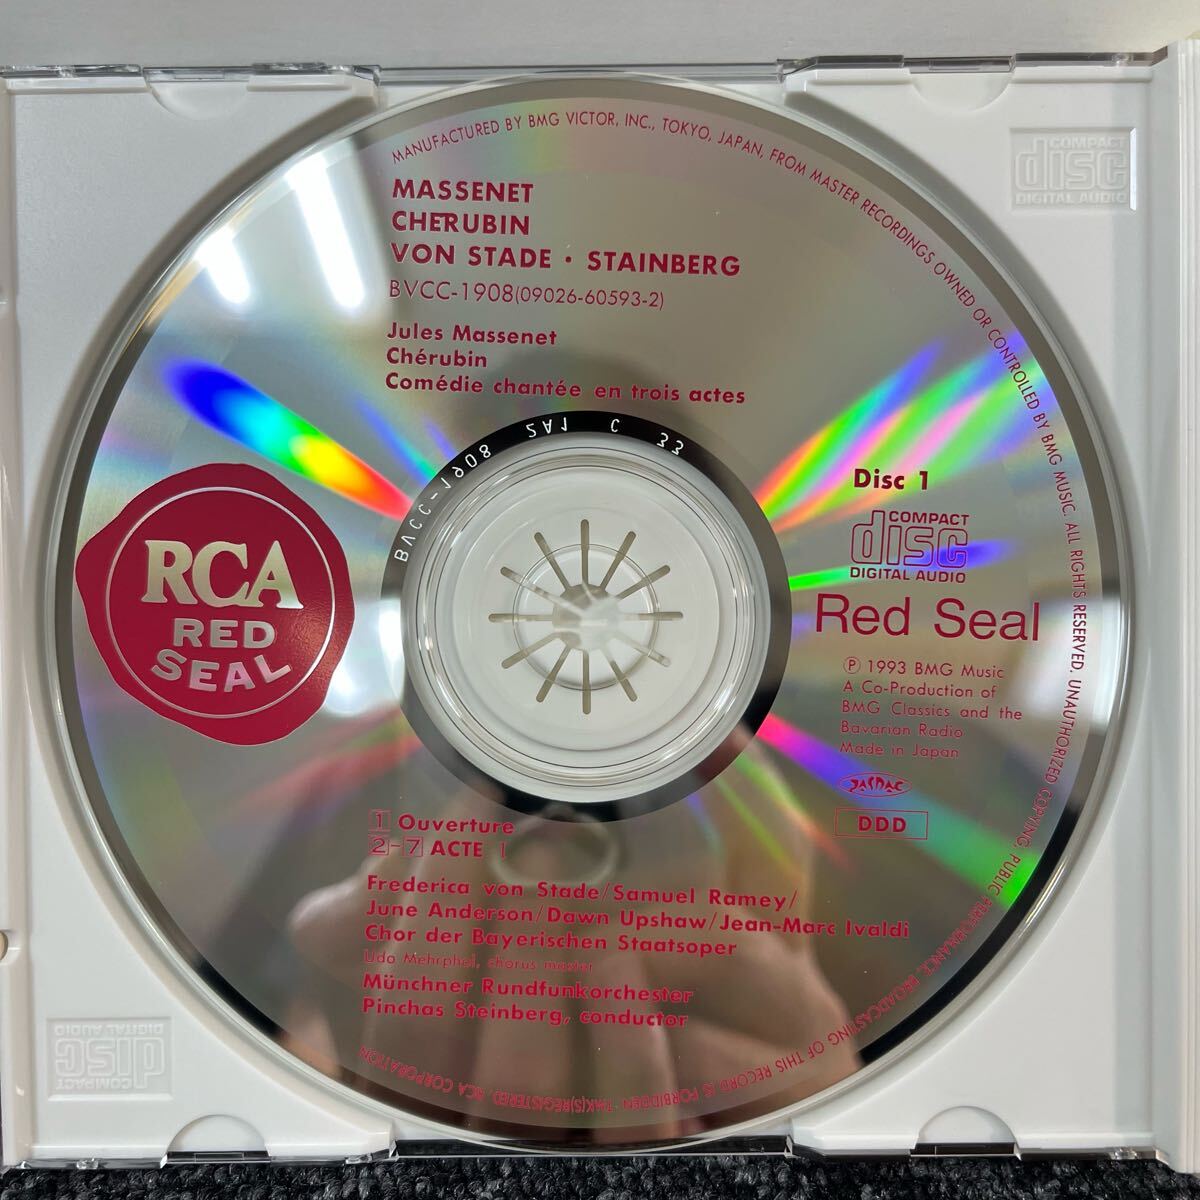 MANUFACTURED BY BMG VICTOR, INC., TOKYO, JAPAN, FROM MASTER RECORDINGS OWNED OR CONTROLLED BY BMG MUSIC. ALL RIGHTS RESERVED. UNAUTHORIZED COPYING, PUBLIC PERFORMANCE, BROADCASTING OF THIS RECORD IS FORBIDDEN · TMK(S)REGISTERED, RCA CORPORATION
MASSENET
CHERUBIN
VON STADE · STAINBERG
BVCC-1908(09026-60593-2)
Jules Massenet
Chérubin
Comédie chantée en trois actes
BVCC-1908 2A1 C 33
Disc 1
COMPACT
disc
DIGITAL AUDIO
Red Seal
℗ 1993 BMG Music
A Co-Production of
BMG Classics and the
Bavarian Radio
Made in Japan
JASRAC
DDD
RCA
RED
SEAL
1 Ouverture
2-7 ACTE I
Frederica von Stade/Samuel Ramey/
June Anderson/Dawn Upshaw/Jean-Marc Ivaldi
Chor der Bayerischen Staatsoper
Udo Mehrphel, chorus master
Münchner Rundfunkorchester
Pinchas Steinberg, conductor
COMPACT
disc
DIGITAL AUDIO
COMPACT
disc
DIGITAL AUDIO